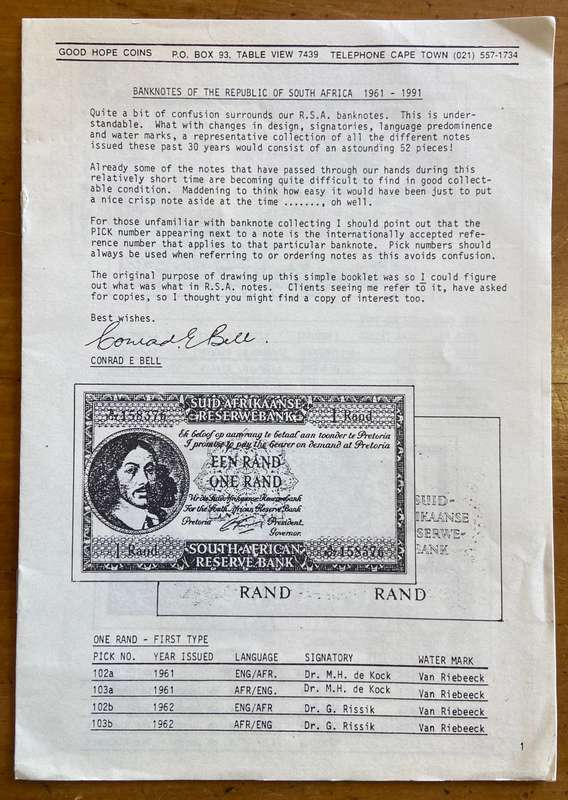 GOOD HOPE COINS P.O. BOX 93, TABLE VIEW 7439 TELEPHONE CAPE TOWN (021) 557-1734
BANKNOTES OF THE REPUBLIC OF SOUTH AFRICA 1961 - 1991
Quite a bit of confusion surrounds our R.S.A. banknotes. This is under-
standable. What with changes in design, signatories, language predominence
and water marks, a representative collection of all the different notes
issued these past 30 years would consist of an astounding 52 pieces!
Already some of the notes that have passed through our hands during this
relatively short time are becoming quite difficult to find in good collect-
able condition. Maddening to think how easy it would have been just to put
a nice crisp note aside at the time ......., oh well.
For those unfamiliar with banknote collecting I should point out that the
PICK number appearing next to a note is the internationally accepted refe-
rence number that applies to that particular banknote. Pick numbers should
always be used when referring to or ordering notes as this avoids confusion.
The original purpose of drawing up this simple booklet was so I could figure
out what was what in R.S.A. notes. Clients seeing me refer to it, have asked
for copies, so I thought you might find a copy of interest too.
Best wishes.
Conrad E Bell.
CONRAD E BELL
158376 SUID-AFRIKAANSE RESERWEBANK 1 Rand
Ek beloof op aanvrag te betaal aan toonder te Pretoria
I promise to pay the bearer on demand at Pretoria
EEN RAND
ONE RAND
Vir die Suid-Afrikaanse Reserwebank
For the South African Reserve Bank
Pretoria President.
Governor.
1 Rand SOUTH AFRICAN RESERVE BANK 158376
SUID-
IKAANSE
SERWE-
BANK
RAND RAND
ONE RAND - FIRST TYPE
PICK NO. YEAR ISSUED LANGUAGE SIGNATORY WATER MARK
102a 1961 ENG/AFR. Dr. M.H. de Kock Van Riebeeck
103a 1961 AFR/ENG. Dr. M.H. de Kock Van Riebeeck
102b 1962 ENG/AFR Dr. G. Rissik Van Riebeeck
103b 1962 AFR/ENG Dr. G. Rissik Van Riebeeck
1